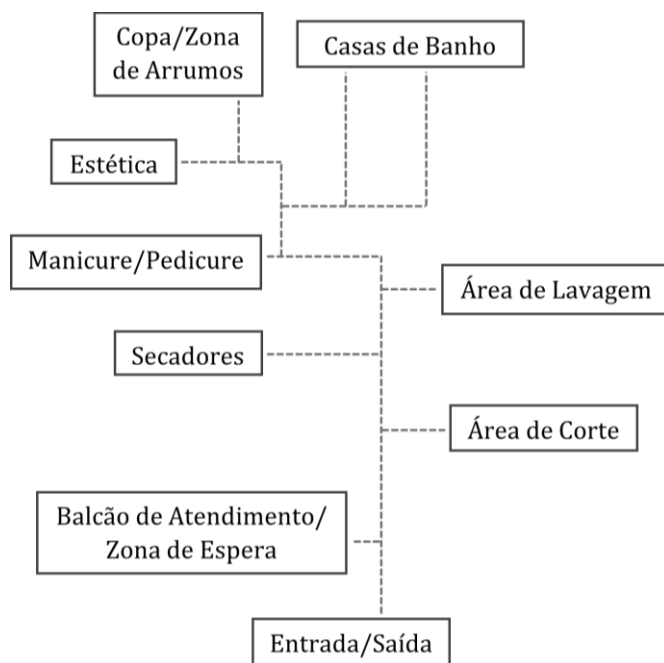 Copa/Zona
de Arrumos
Casas de Banho
Estética
Manicure/Pedicure
Área de Lavagem
Secadores
Área de Corte
Balcão de Atendimento/
Zona de Espera
Entrada/Saída